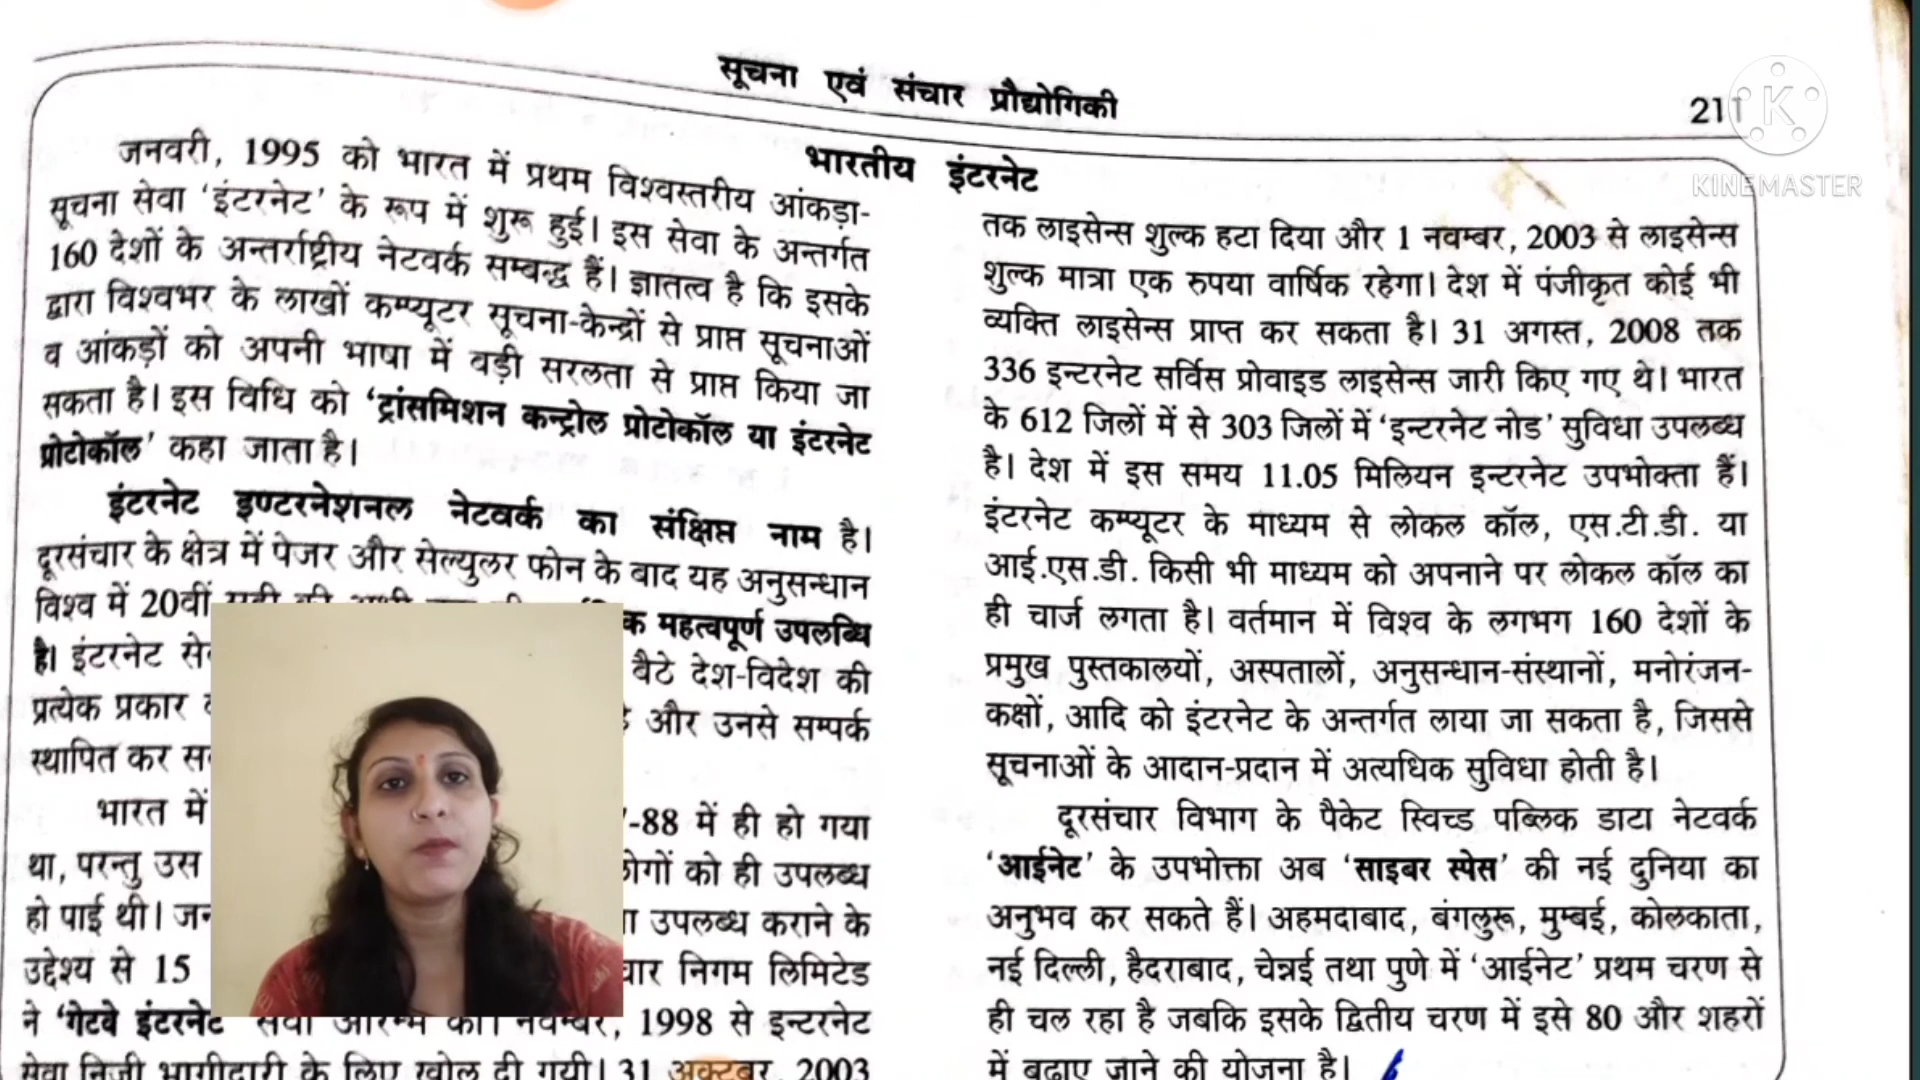 सूचना एवं संचार प्रौद्योगिकी
211
KINEMASTER
भारतीय इंटरनेट
जनवरी, 1995 को भारत में प्रथम विश्वस्तरीय आंकड़ा-
सूचना सेवा ‘इंटरनेट’ के रूप में शुरू हुई। इस सेवा के अन्तर्गत
160 देशों के अन्तर्राष्ट्रीय नेटवर्क सम्बद्ध हैं। ज्ञातत्व है कि इसके
द्वारा विश्वभर के लाखों कम्प्यूटर सूचना-केन्द्रों से प्राप्त सूचनाओं
व आंकड़ों को अपनी भाषा में वड़ी सरलता से प्राप्त किया जा
सकता है। इस विधि को ‘ट्रांसमिशन कन्ट्रोल प्रोटोकॉल या इंटरनेट
प्रोटोकॉल’ कहा जाता है।
इंटरनेट इण्टरनेशनल नेटवर्क का संक्षिप्त नाम है।
दूरसंचार के क्षेत्र में पेजर और सेल्युलर फोन के बाद यह अनुसन्धान
विश्व में 20वीं महत्वपूर्ण उपलब्धि
है। इंटरनेट बैठे देश-विदेश की
प्रत्येक प्रकार और उनसे सम्पर्क
स्थापित कर
भारत में -88 में ही हो गया
था, परन्तु उस को ही उपलब्ध
हो पाई थी। उपलब्ध कराने के
उद्देश्य से 15 निगम लिमिटेड
ने ‘गेटवे इंटरनेट’ सेवा आरम्भ की। नवम्बर, 1998 से इन्टरनेट
सेवा निजी भागीदारी के लिए खोल दी गयी। 31 अक्टूबर, 2003
तक लाइसेन्स शुल्क हटा दिया और 1 नवम्बर, 2003 से लाइसेन्स
शुल्क मात्रा एक रुपया वार्षिक रहेगा। देश में पंजीकृत कोई भी
व्यक्ति लाइसेन्स प्राप्त कर सकता है। 31 अगस्त, 2008 तक
336 इन्टरनेट सर्विस प्रोवाइड लाइसेन्स जारी किए गए थे। भारत
के 612 जिलों में से 303 जिलों में ‘इन्टरनेट नोड’ सुविधा उपलब्ध
है। देश में इस समय 11.05 मिलियन इन्टरनेट उपभोक्ता हैं।
इंटरनेट कम्प्यूटर के माध्यम से लोकल कॉल, एस.टी.डी. या
आई.एस.डी. किसी भी माध्यम को अपनाने पर लोकल कॉल का
ही चार्ज लगता है। वर्तमान में विश्व के लगभग 160 देशों के
प्रमुख पुस्तकालयों, अस्पतालों, अनुसन्धान-संस्थानों, मनोरंजन-
कक्षों, आदि को इंटरनेट के अन्तर्गत लाया जा सकता है, जिससे
सूचनाओं के आदान-प्रदान में अत्यधिक सुविधा होती है।
दूरसंचार विभाग के पैकेट स्विच्ड पब्लिक डाटा नेटवर्क
‘आईनेट’ के उपभोक्ता अब ‘साइबर स्पेस’ की नई दुनिया का
अनुभव कर सकते हैं। अहमदाबाद, बंगलुरू, मुम्बई, कोलकाता,
नई दिल्ली, हैदराबाद, चेन्नई तथा पुणे में ‘आईनेट’ प्रथम चरण से
ही चल रहा है जबकि इसके द्वितीय चरण में इसे 80 और शहरों
में बढाए जाने की योजना है।